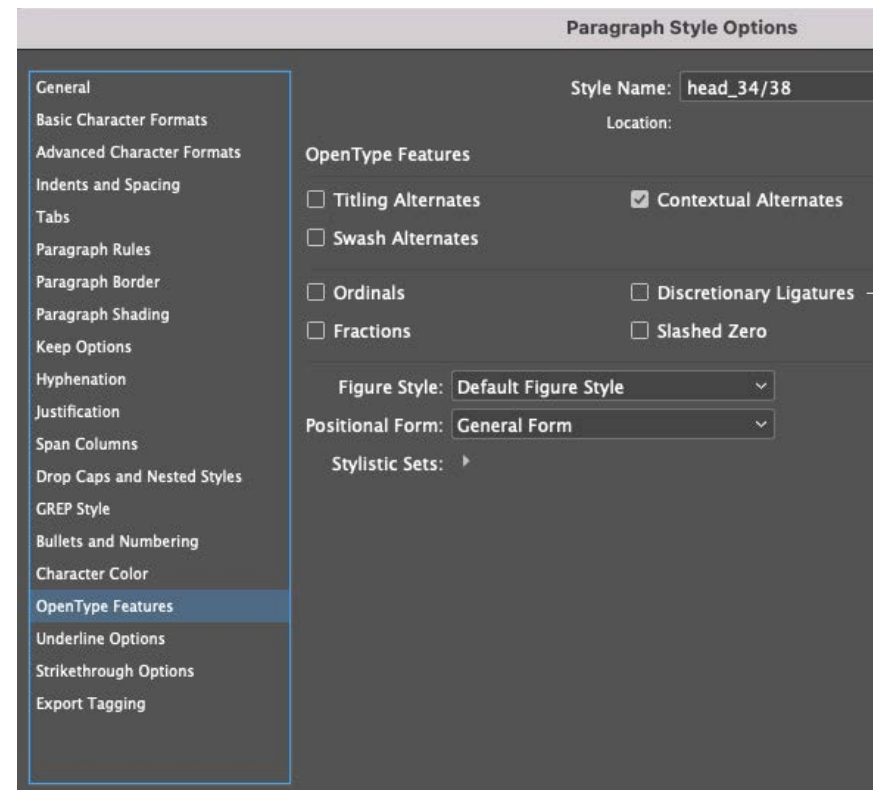 Paragraph Style Options
General
Basic Character Formats
Advanced Character Formats
Indents and Spacing
Tabs
Paragraph Rules
Paragraph Border
Paragraph Shading
Keep Options
Hyphenation
Justification
Span Columns
Drop Caps and Nested Styles
GREP Style
Bullets and Numbering
Character Color
OpenType Features
Underline Options
Strikethrough Options
Export Tagging
Style Name: head_34/38
Location:
OpenType Features
Titling Alternates
Contextual Alternates
Swash Alternates
Ordinals
Discretionary Ligatures
Fractions
Slashed Zero
Figure Style: Default Figure Style
Positional Form: General Form
Stylistic Sets: